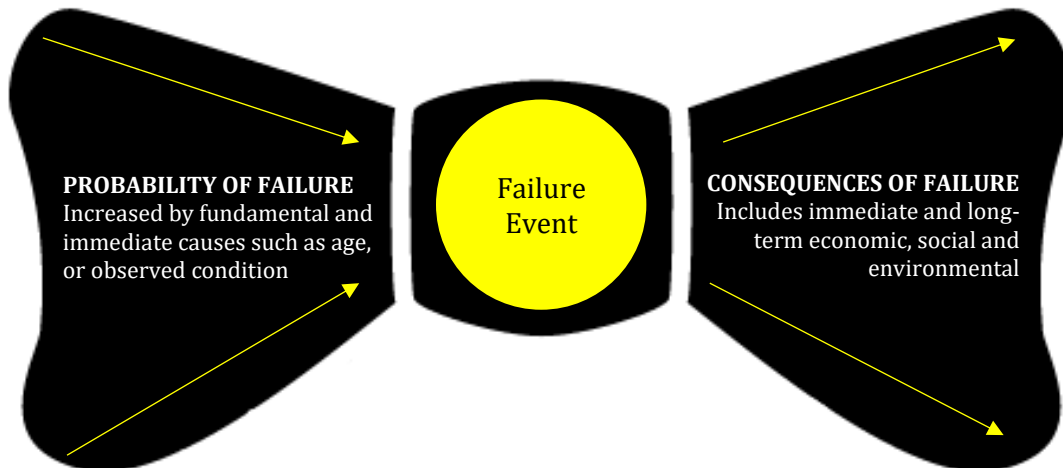 PROBABILITY OF FAILURE
Increased by fundamental and
immediate causes such as age,
or observed condition
Failure
Event
CONSEQUENCES OF FAILURE
Includes immediate and long-
term economic, social and
environmental